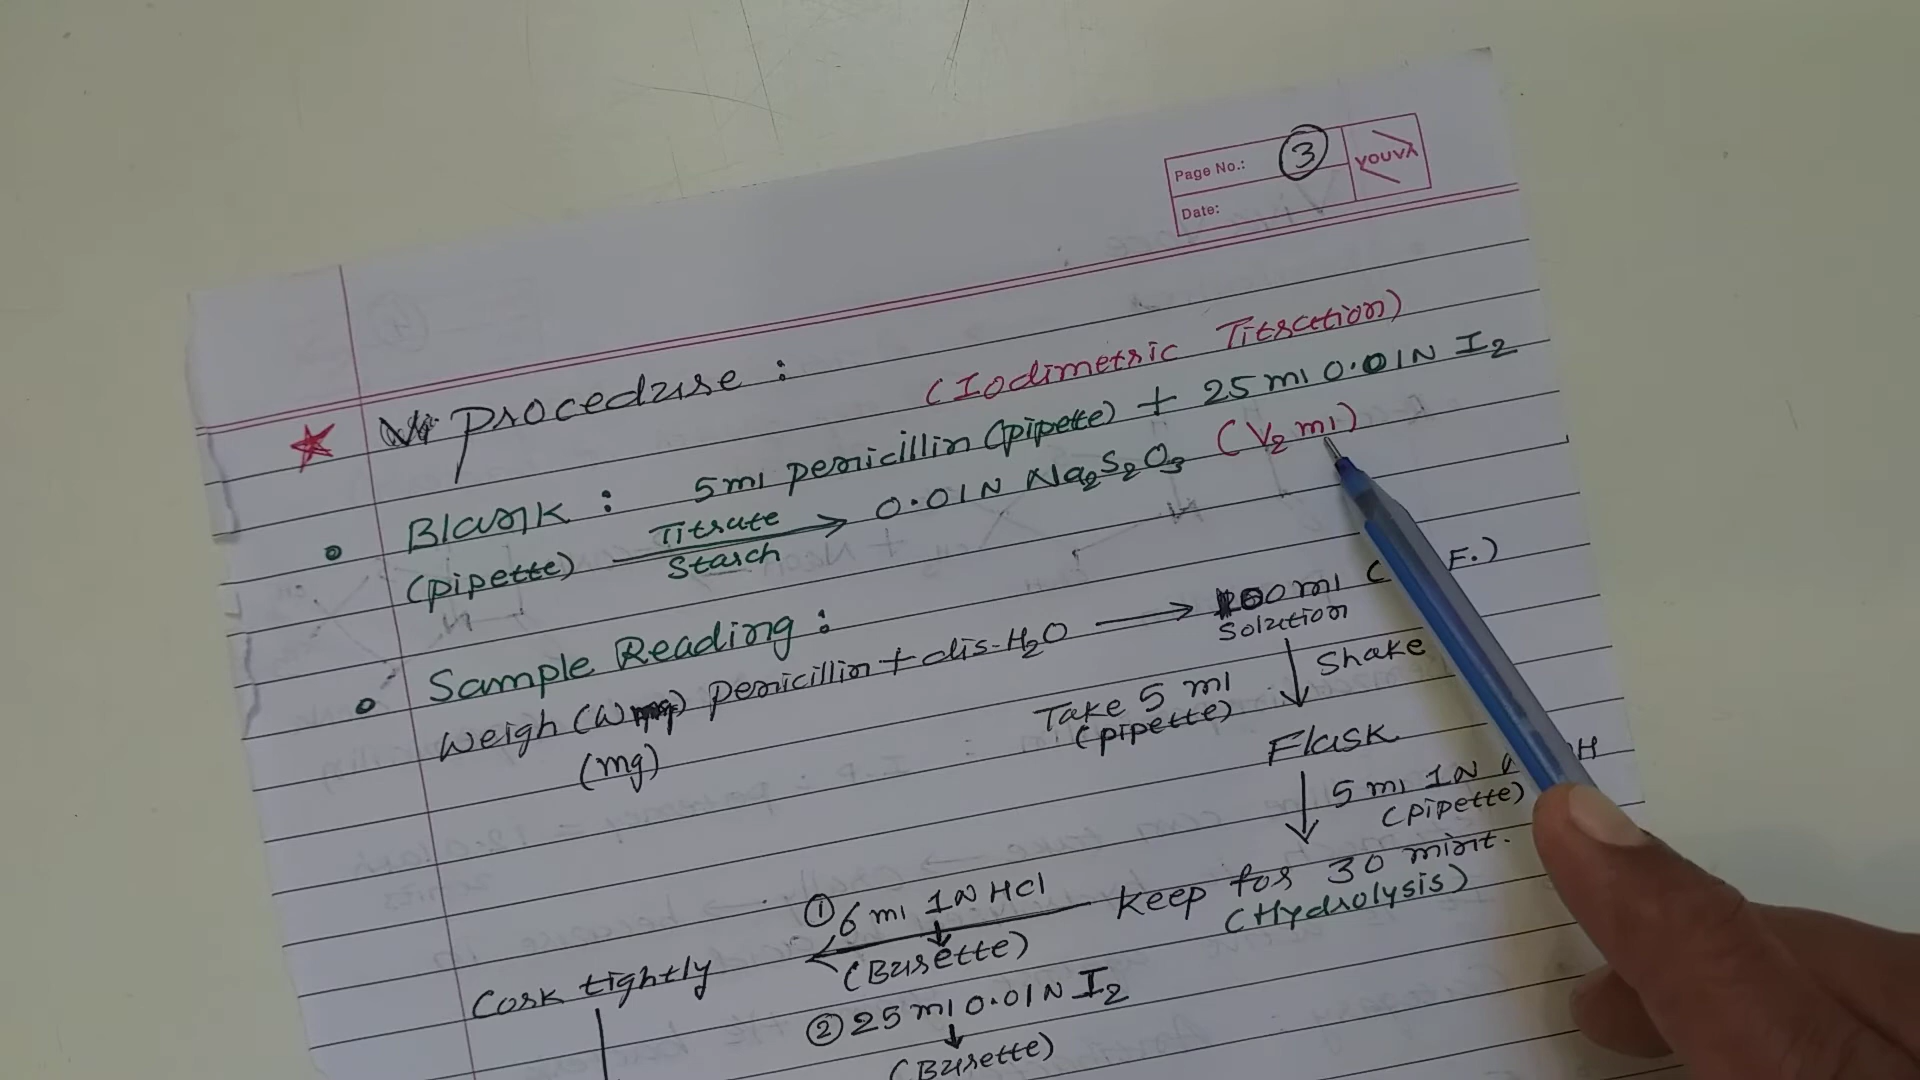 Page No.: 3
YOUVA
Date:
Procedure :
(Iodimetric Titration)
Blank : 5ml penicillin (pipette) + 25 ml 0.01N I2
(pipette) Titrate Starch → 0.01N Na2S2O3 (V2 ml)
Sample Reading :
Weigh (W) penicillin + dis-H2O → 100 ml ( F.)
(mg)
Solution
↓ Shake
Take 5 ml
(pipette)
Flask
↓ 5 ml 1N H
(pipette)
keep for 30 mint.
(Hydrolysis)
① 6 ml 1N HCl
↓
(Burette)
Cork tightly
② 25 ml 0.01N I2
↓
(Burette)